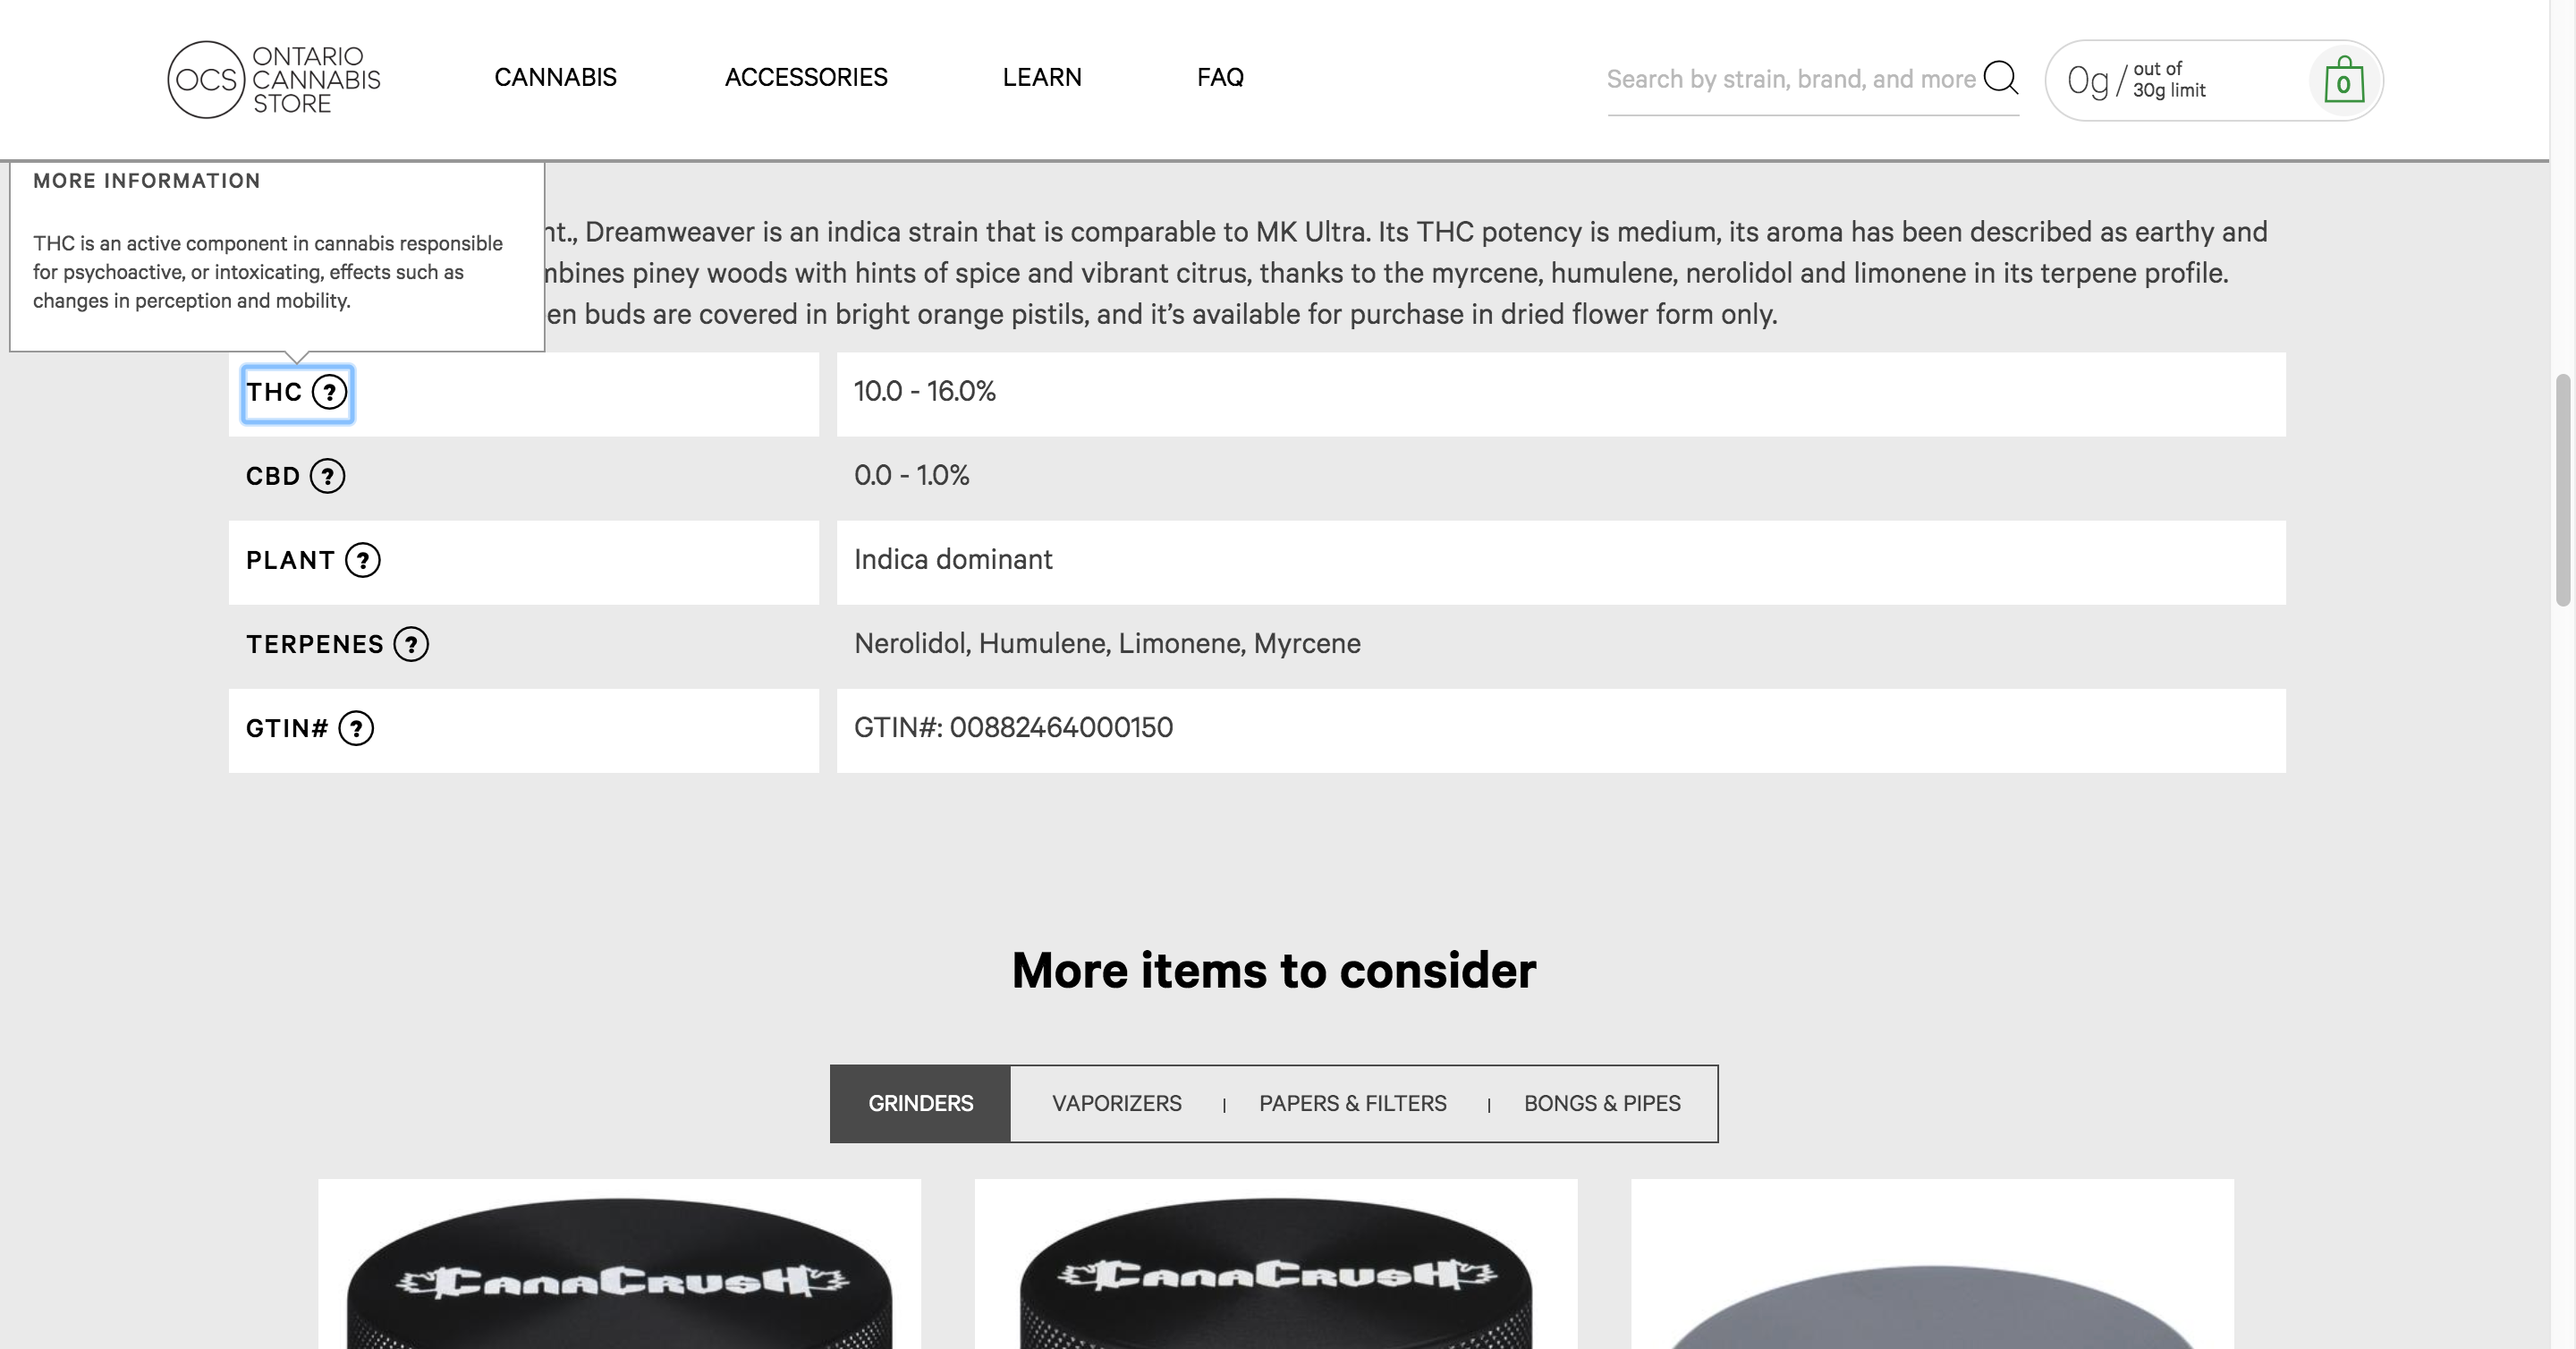 OCS
ONTARIO
CANNABIS
STORE
CANNABIS
ACCESSORIES
LEARN
FAQ
Search by strain, brand, and more
0g/ out of
30g limit
0
MORE INFORMATION
THC is an active component in cannabis responsible
for psychoactive, or intoxicating, effects such as
changes in perception and mobility.
nt., Dreamweaver is an indica strain that is comparable to MK Ultra. Its THC potency is medium, its aroma has been described as earthy and
mbines piney woods with hints of spice and vibrant citrus, thanks to the myrcene, humulene, nerolidol and limonene in its terpene profile.
en buds are covered in bright orange pistils, and it’s available for purchase in dried flower form only.
THC ? 10.0 - 16.0%
CBD ? 0.0 - 1.0%
PLANT ? Indica dominant
TERPENES ? Nerolidol, Humulene, Limonene, Myrcene
GTIN# ? GTIN#: 00882464000150
More items to consider
GRINDERS VAPORIZERS | PAPERS & FILTERS | BONGS & PIPES
CANACRUSH
CANACRUSH